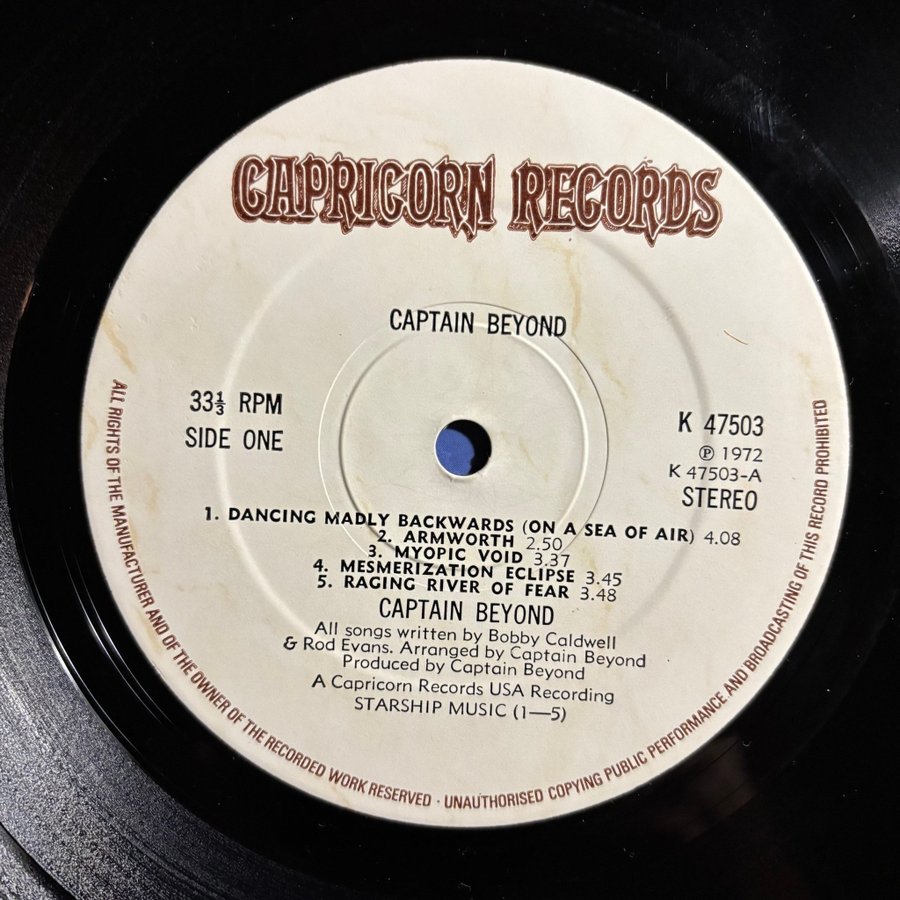 CAPRICORN RECORDS
CAPTAIN BEYOND
33⅓ RPM
SIDE ONE
K 47503
℗ 1972
K 47503-A
STEREO
1. DANCING MADLY BACKWARDS (ON A SEA OF AIR) 4.08
2. ARMWORTH 2.50
3. MYOPIC VOID 3.37
4. MESMERIZATION ECLIPSE 3.45
5. RAGING RIVER OF FEAR 3.48
CAPTAIN BEYOND
All songs written by Bobby Caldwell
& Rod Evans. Arranged by Captain Beyond
Produced by Captain Beyond
A Capricorn Records USA Recording
STARSHIP MUSIC (1—5)
ALL RIGHTS OF THE MANUFACTURER AND OF THE OWNER OF THE RECORDED WORK RESERVED · UNAUTHORISED COPYING PUBLIC PERFORMANCE AND BROADCASTING OF THIS RECORD PROHIBITED